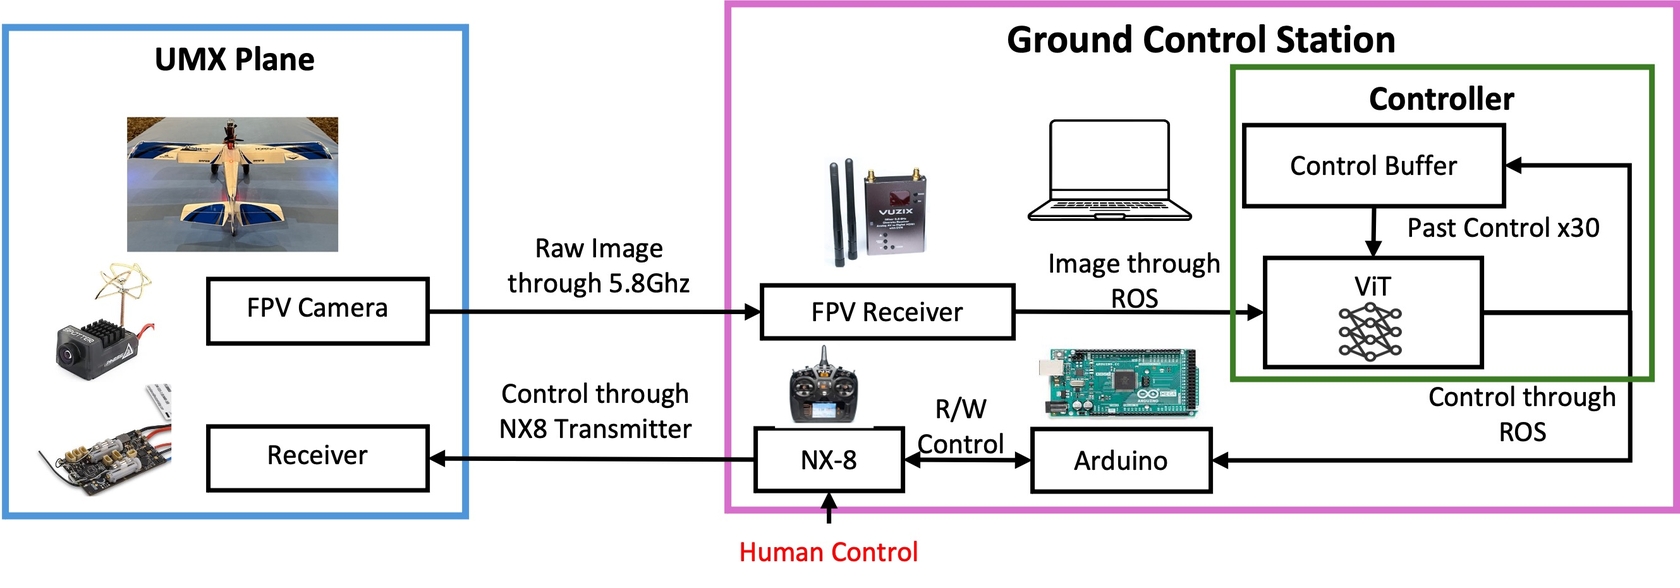 UMX Plane
Ground Control Station
Controller
Control Buffer
Past Control x30
VUZIX
Raw Image
through 5.8Ghz
Image through
ROS
ViT
FPV Camera
FPV Receiver
Control through
NX8 Transmitter
R/W
Control
Control through
ROS
Receiver
NX-8
Arduino
ARDUINO
Human Control